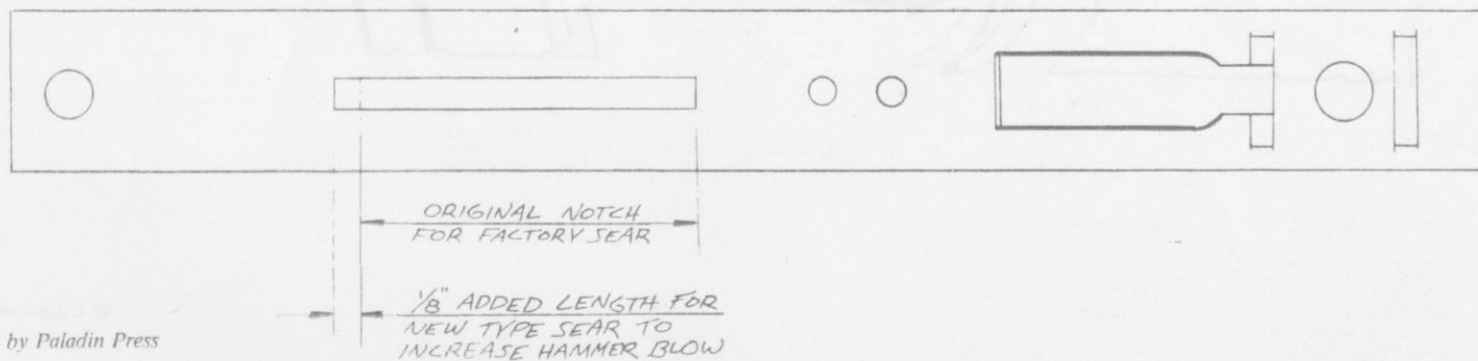 ORIGINAL NOTCH
FOR FACTORY SEAR
1/8" ADDED LENGTH FOR
NEW TYPE SEAR TO
INCREASE HAMMER BLOW
by Paladin Press